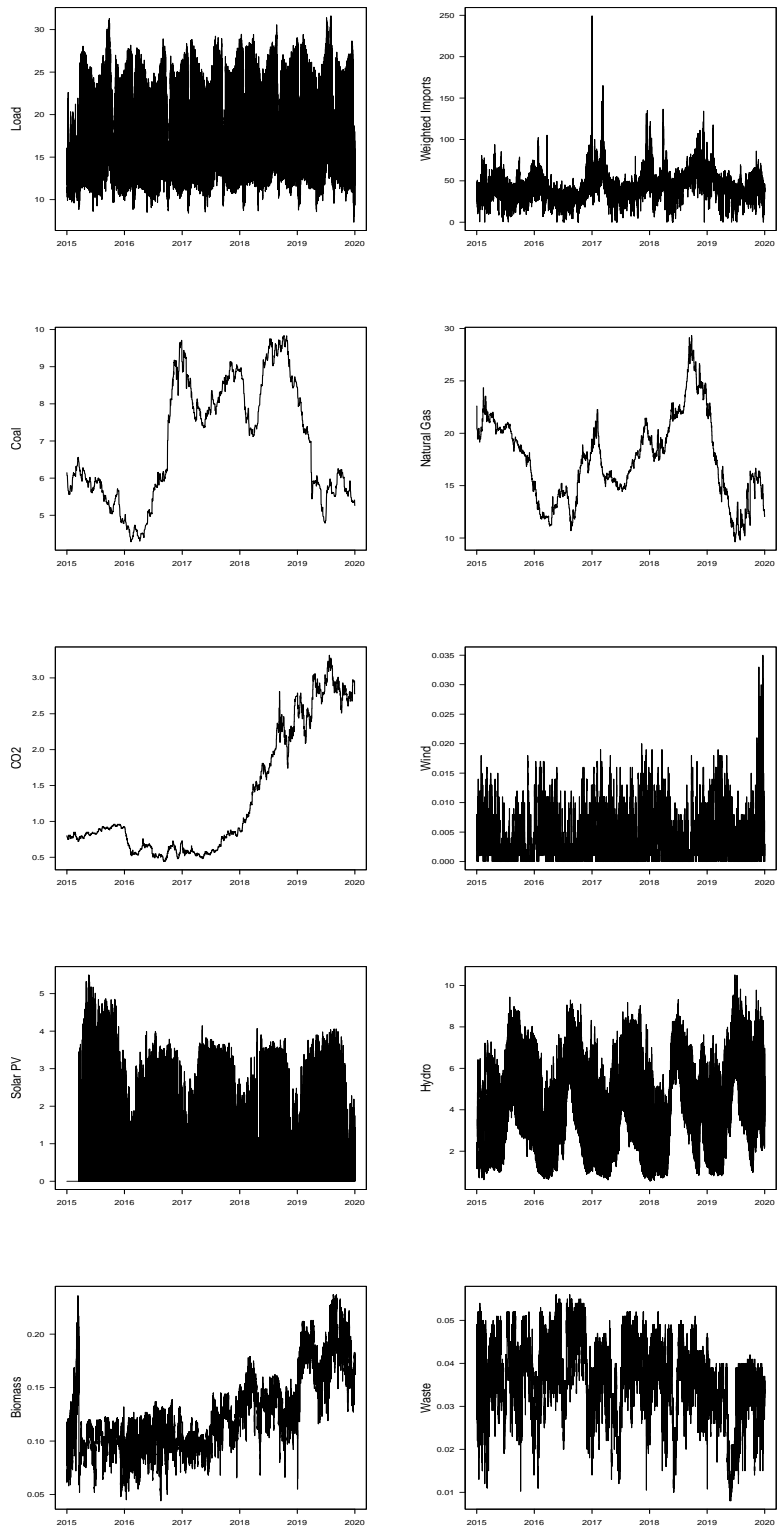 Load
30
25
20
15
10
2015 2016 2017 2018 2019 2020
Weighted Imports
250
200
150
100
50
0
2015 2016 2017 2018 2019 2020
Coal
10
9
8
7
6
5
2015 2016 2017 2018 2019 2020
Natural Gas
30
25
20
15
10
2015 2016 2017 2018 2019 2020
CO2
3.0
2.5
2.0
1.5
1.0
0.5
2015 2016 2017 2018 2019 2020
Wind
0.035
0.030
0.025
0.020
0.015
0.010
0.005
0.000
2015 2016 2017 2018 2019 2020
Solar PV
5
4
3
2
1
0
2015 2016 2017 2018 2019 2020
Hydro
10
8
6
4
2
2015 2016 2017 2018 2019 2020
Biomass
0.20
0.15
0.10
0.05
2015 2016 2017 2018 2019 2020
Waste
0.05
0.04
0.03
0.02
0.01
2015 2016 2017 2018 2019 2020